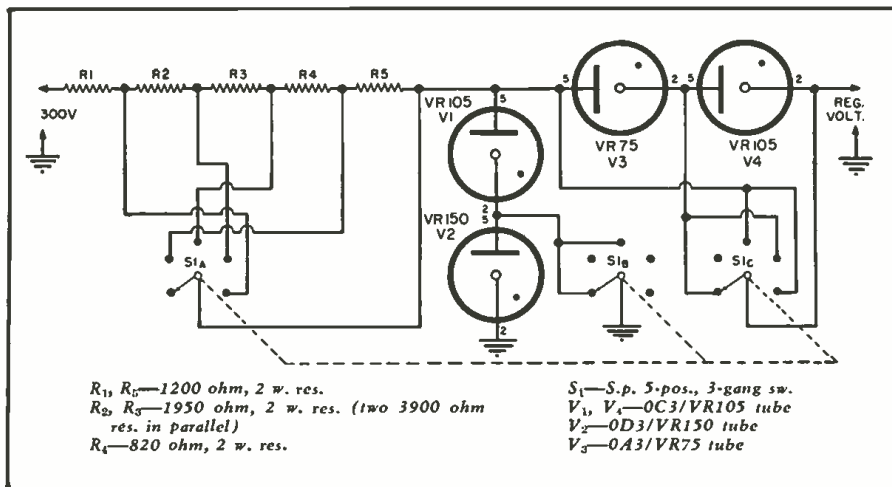 R1 R2 R3 R4 R5
300V
VR105
V1
5
2
5
VR150
V2
2
5
2
VR75
V3
5
2
VR105
V4
REG.
VOLT.
S1A
S1B
S1C
R₁, R₅—1200 ohm, 2 w. res.
R₂, R₃—1950 ohm, 2 w. res. (two 3900 ohm
res. in parallel)
R₄—820 ohm, 2 w. res.
S₁—S.p. 5-pos., 3-gang sw.
V₁, V₄—0C3/VR105 tube
V₂—0D3/VR150 tube
V₃—0A3/VR75 tube